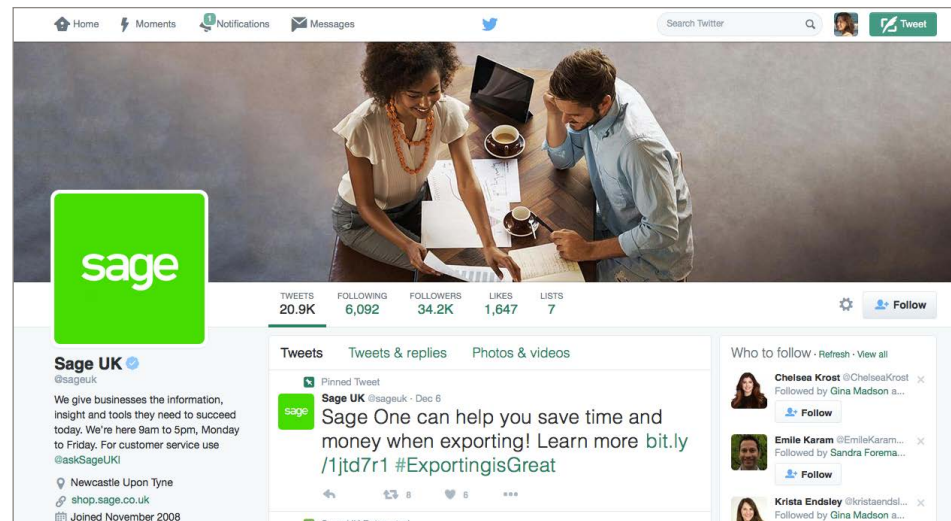 Home
Moments
1
Notifications
Messages
Search Twitter
Tweet
sage
TWEETS
20.9K
FOLLOWING
6,092
FOLLOWERS
34.2K
LIKES
1,647
LISTS
7
Follow
Sage UK
@sageuk
We give businesses the information,
insight and tools they need to succeed
today. We're here 9am to 5pm, Monday
to Friday. For customer service use
@askSageUK!
Newcastle Upon Tyne
shop.sage.co.uk
Joined November 2008
Tweets
Tweets & replies
Photos & videos
Pinned Tweet
sage
Sage UK @sageuk · Dec 6
Sage One can help you save time and
money when exporting! Learn more bit.ly
/1jtd7r1 #ExportingisGreat
8
6
Who to follow · Refresh · View all
Chelsea Krost @ChelseaKrost
Followed by Gina Madson a...
Follow
Emile Karam @EmileKaram...
Followed by Sandra Forema...
Follow
Krista Endsley @kristaendsl...
Followed by Gina Madson a...